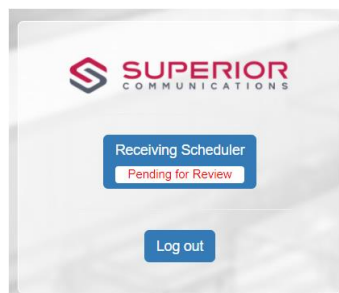 SUPERIOR
COMMUNICATIONS
Receiving Scheduler
Pending for Review
Log out